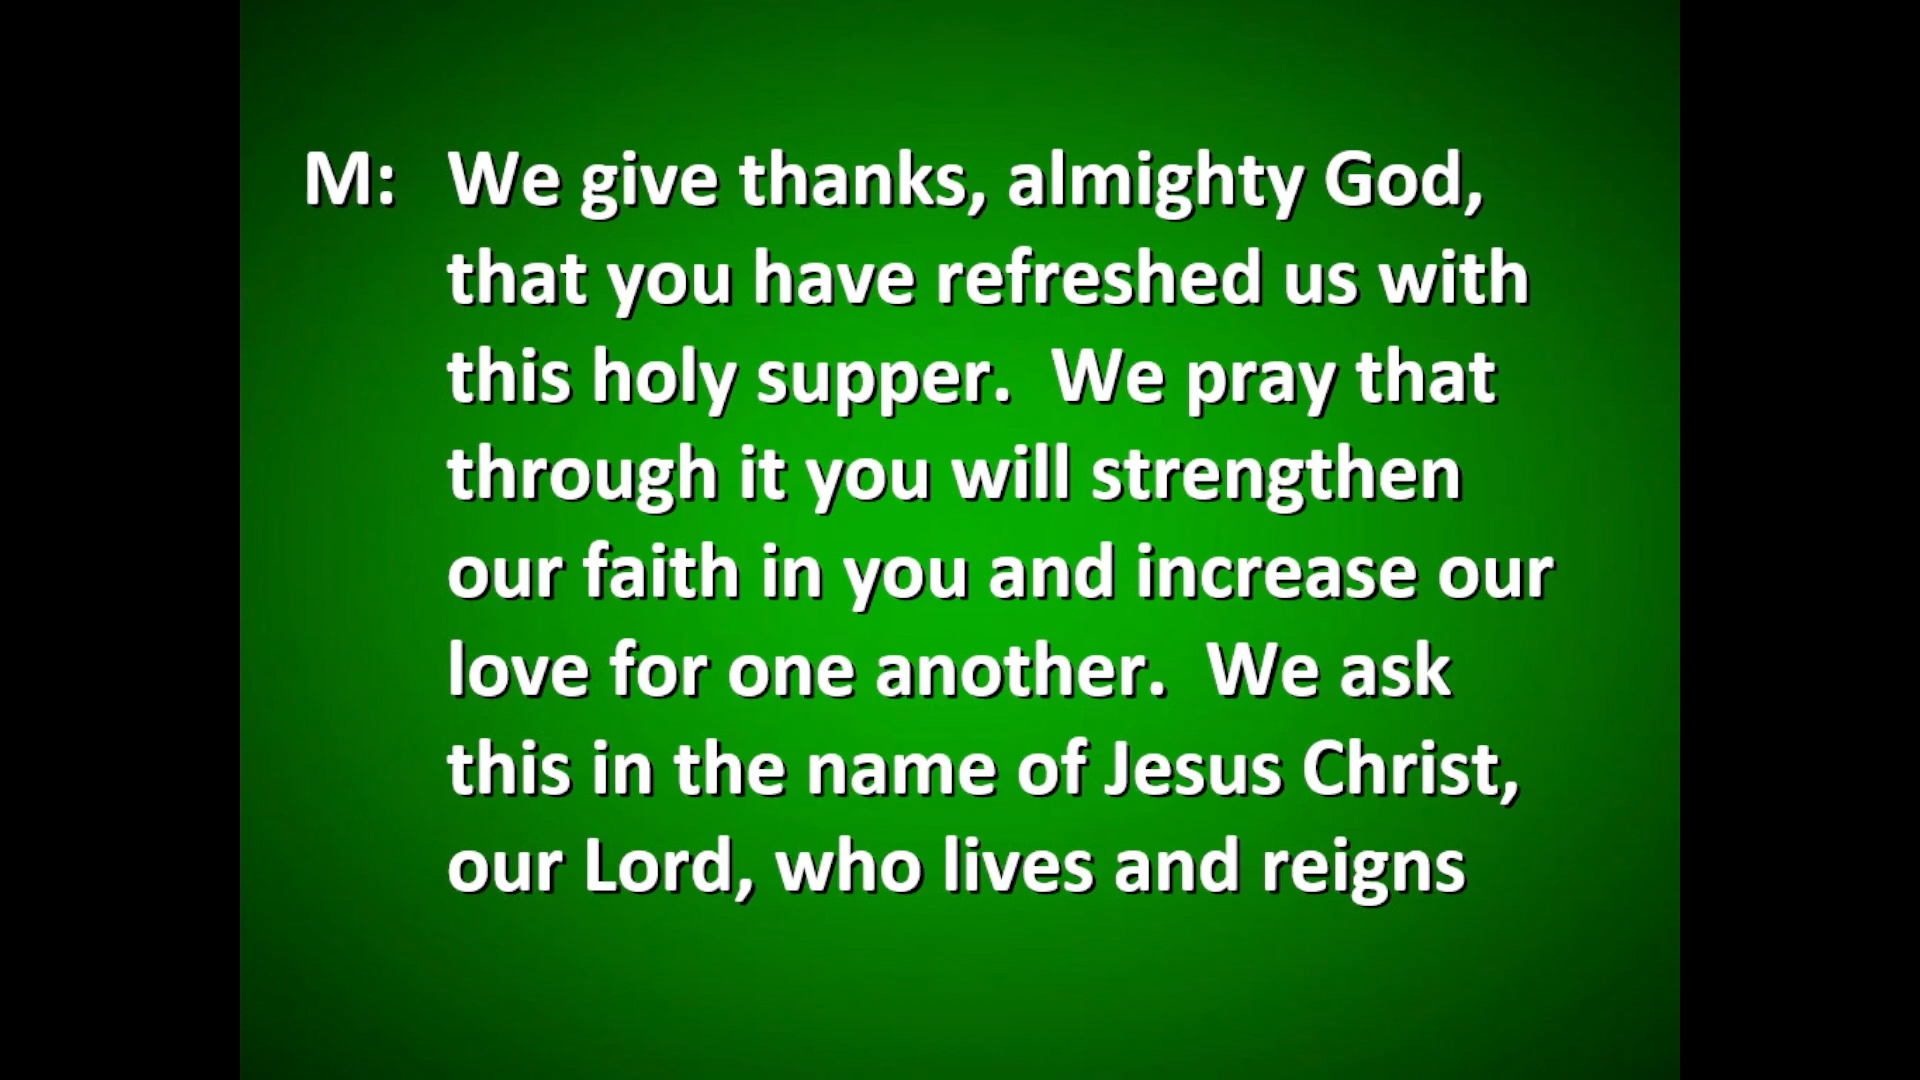 M: We give thanks, almighty God,
that you have refreshed us with
this holy supper.  We pray that
through it you will strengthen
our faith in you and increase our
love for one another.  We ask
this in the name of Jesus Christ,
our Lord, who lives and reigns